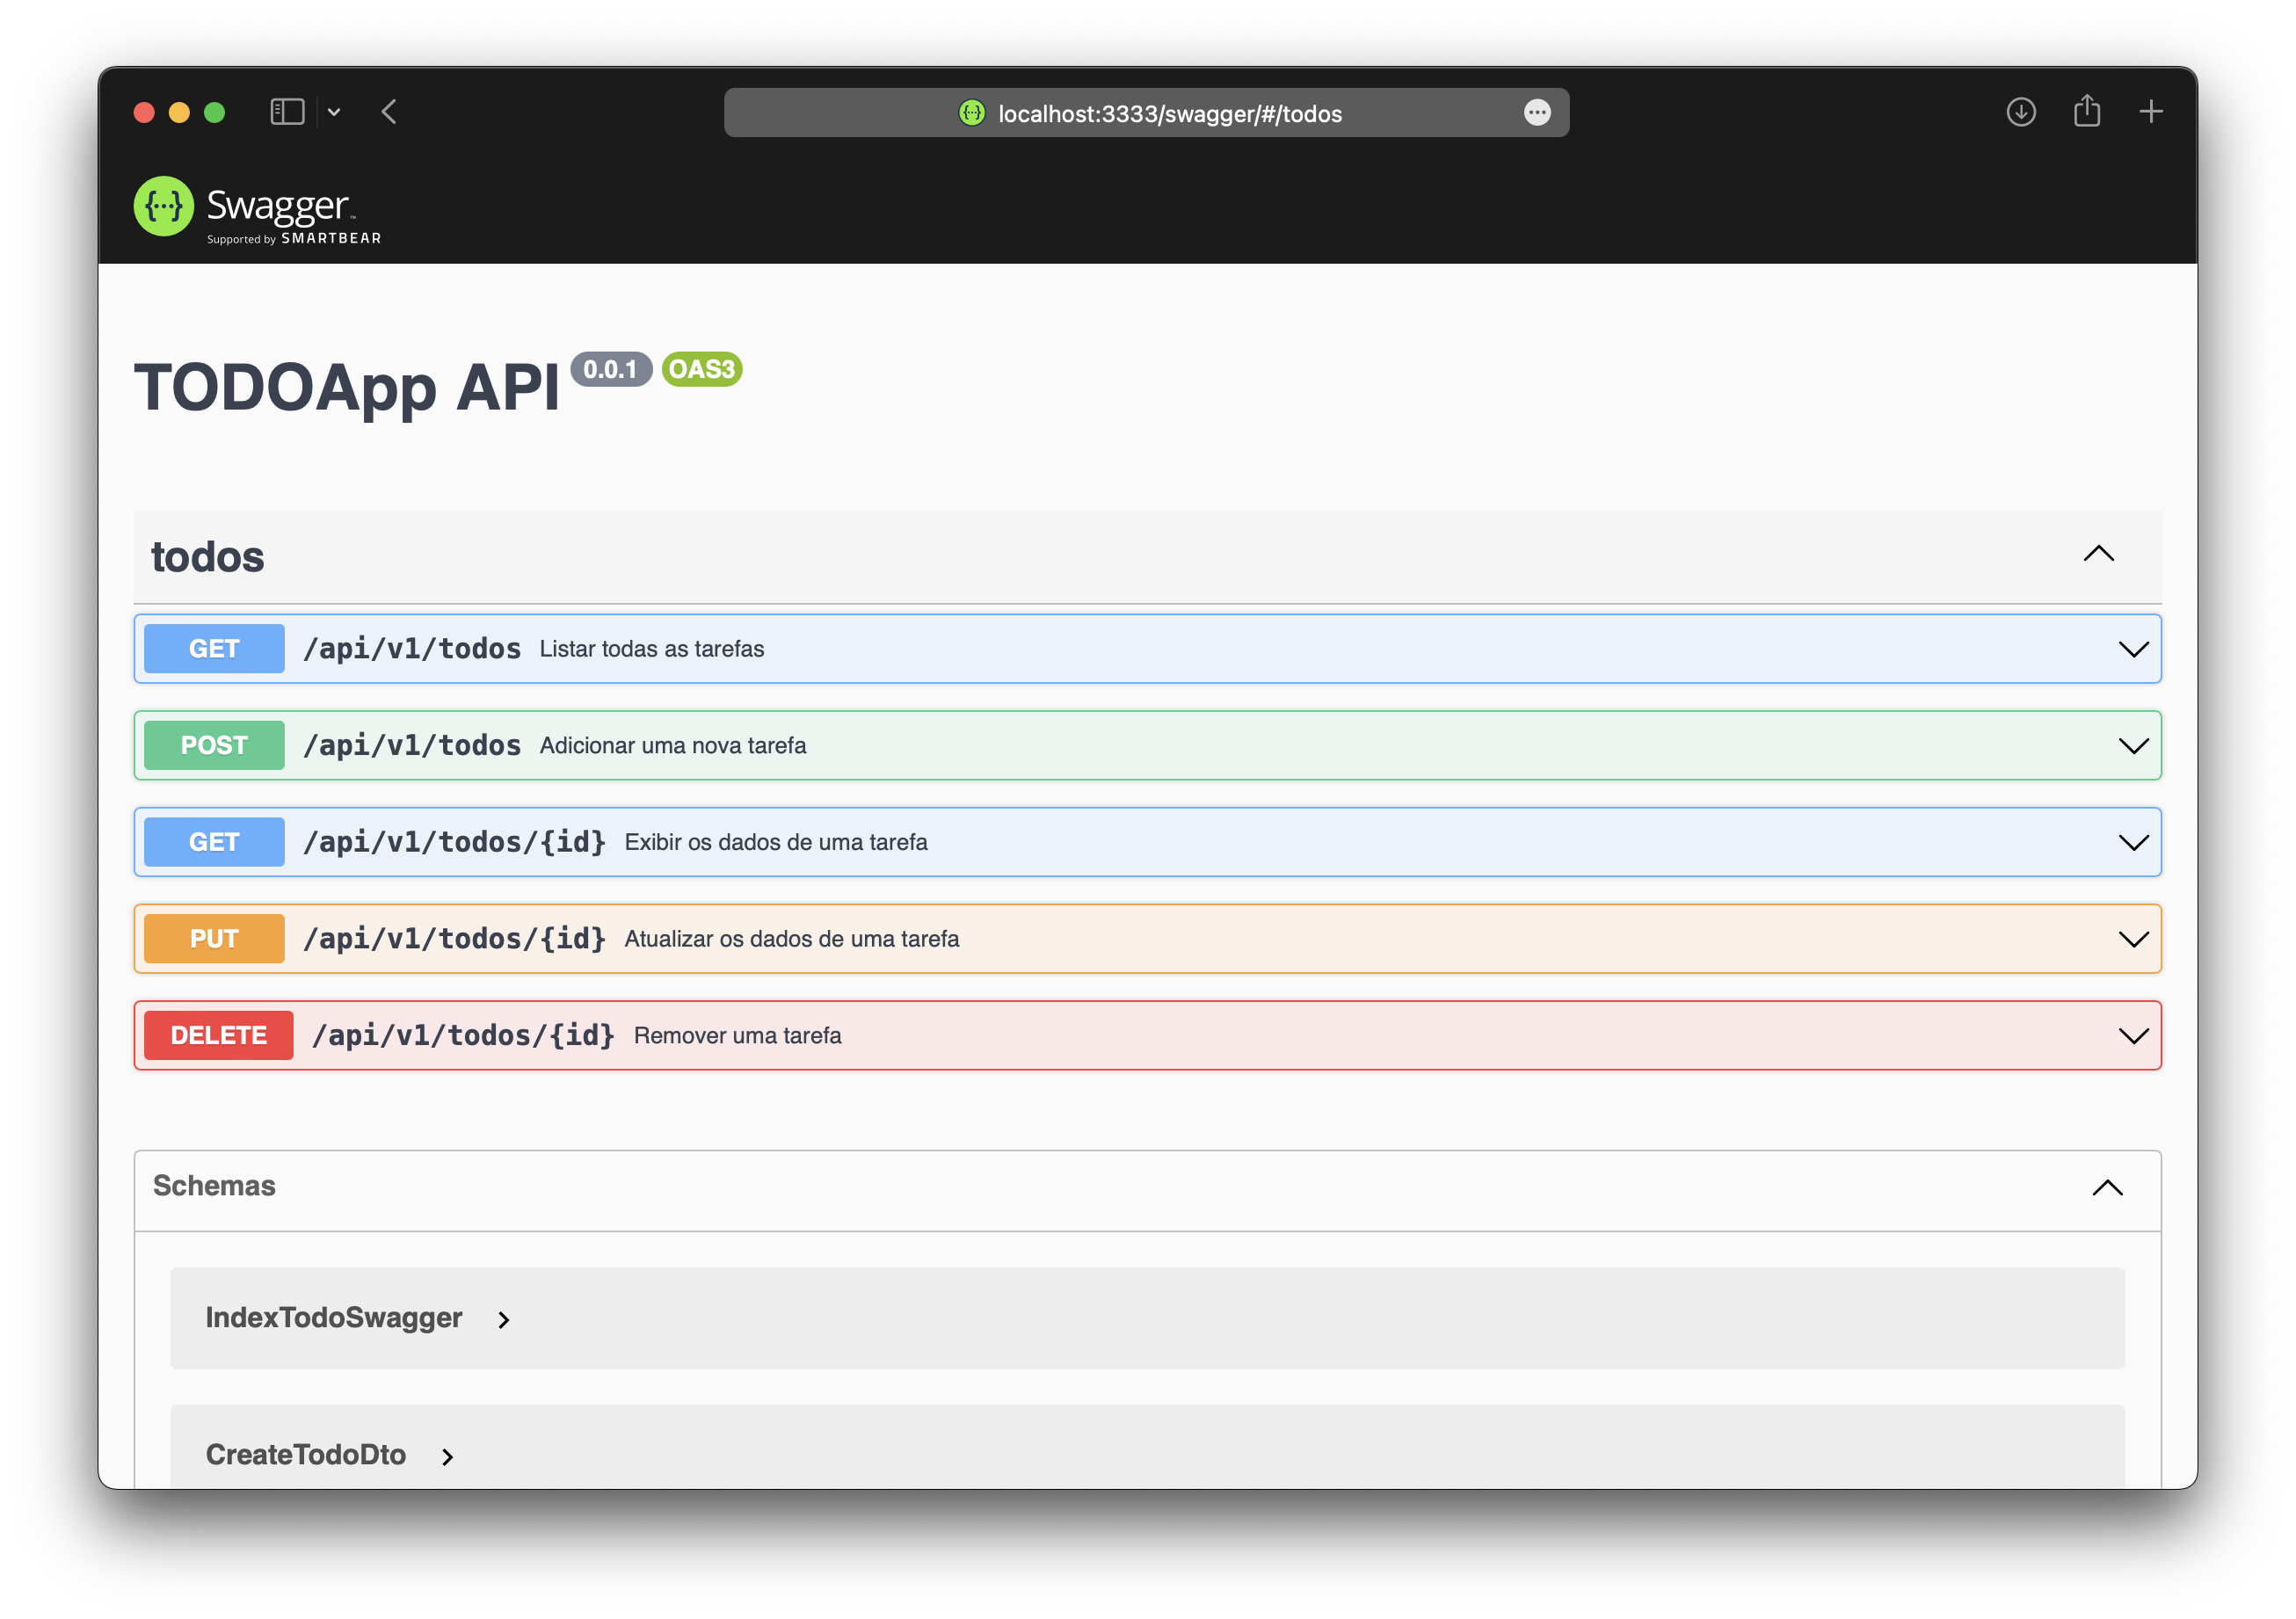 localhost:3333/swagger/#/todos
{···} Swagger™
Supported by SMARTBEAR
TODOApp API 0.0.1 OAS3
todos
GET /api/v1/todos Listar todas as tarefas
POST /api/v1/todos Adicionar uma nova tarefa
GET /api/v1/todos/{id} Exibir os dados de uma tarefa
PUT /api/v1/todos/{id} Atualizar os dados de uma tarefa
DELETE /api/v1/todos/{id} Remover uma tarefa
Schemas
IndexTodoSwagger
CreateTodoDto